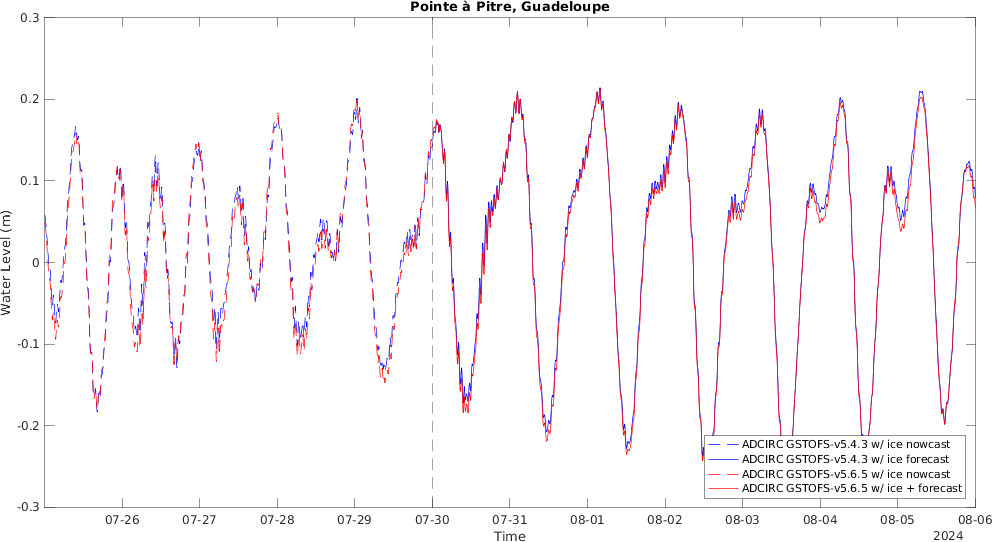 Pointe à Pitre, Guadeloupe
0.3
0.2
0.1
0
-0.1
-0.2
-0.3
Water Level (m)
ADCIRC GSTOFS-v5.4.3 w/ ice nowcast
ADCIRC GSTOFS-v5.4.3 w/ ice forecast
ADCIRC GSTOFS-v5.6.5 w/ ice nowcast
ADCIRC GSTOFS-v5.6.5 w/ ice + forecast
07-26 07-27 07-28 07-29 07-30 07-31 08-01 08-02 08-03 08-04 08-05 08-06
Time
2024